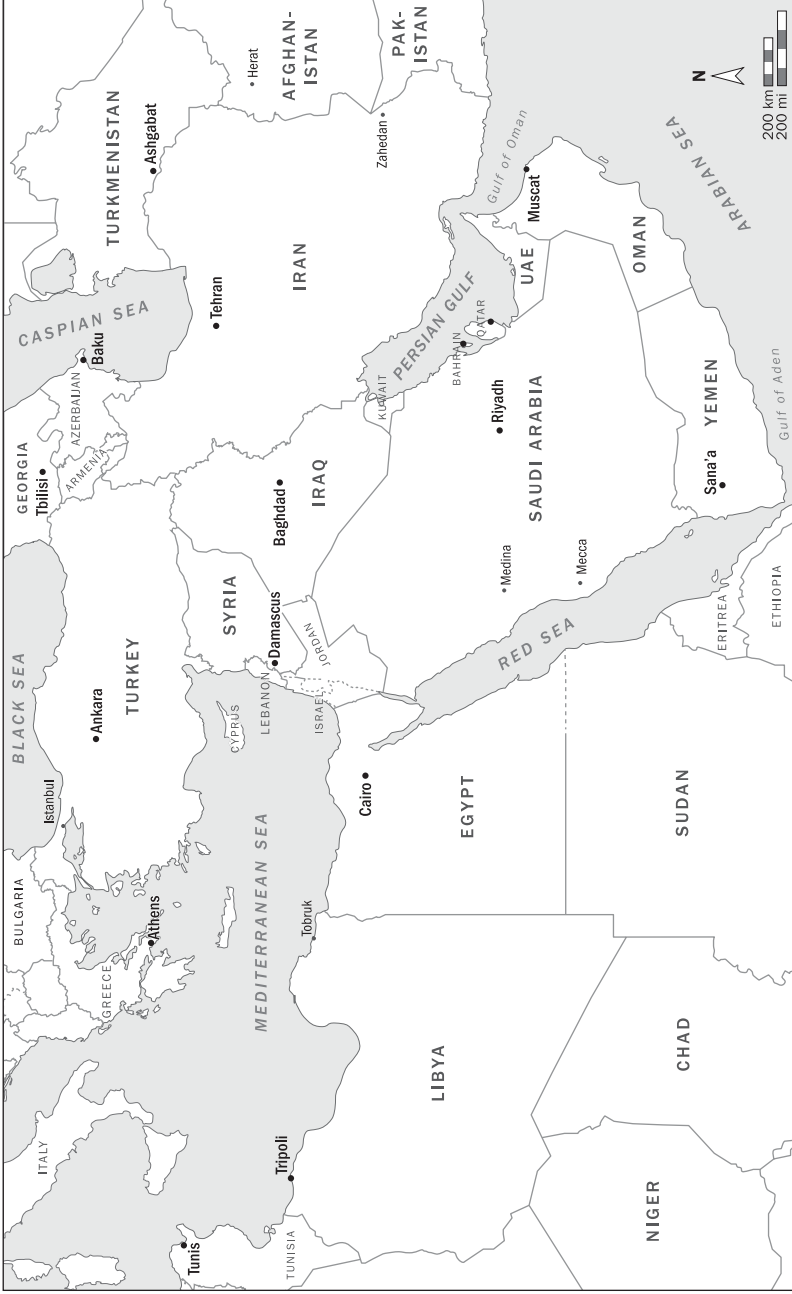 ITALY
BULGARIA
BLACK SEA
GEORGIA
Tbilisi
CASPIAN SEA
TURKMENISTAN
Ashgabat
Herat
AFGHAN-
ISTAN
PAK-
ISTAN
Istanbul
Ankara
TURKEY
ARMENIA
AZERBAIJAN
Baku
GREECE
Athens
Tunis
TUNISIA
Tripoli
MEDITERRANEAN SEA
CYPRUS
LEBANON
SYRIA
Damascus
ISRAEL
JORDAN
Baghdad
IRAQ
Tehran
IRAN
Zahedan
KUWAIT
PERSIAN GULF
BAHRAIN
QATAR
UAE
Gulf of Oman
Muscat
OMAN
ARABIAN SEA
Tobruk
LIBYA
Cairo
EGYPT
RED SEA
Medina
Mecca
Riyadh
SAUDI ARABIA
NIGER
CHAD
SUDAN
ERITREA
ETHIOPIA
Sana'a
YEMEN
Gulf of Aden
N
200 km
200 mi